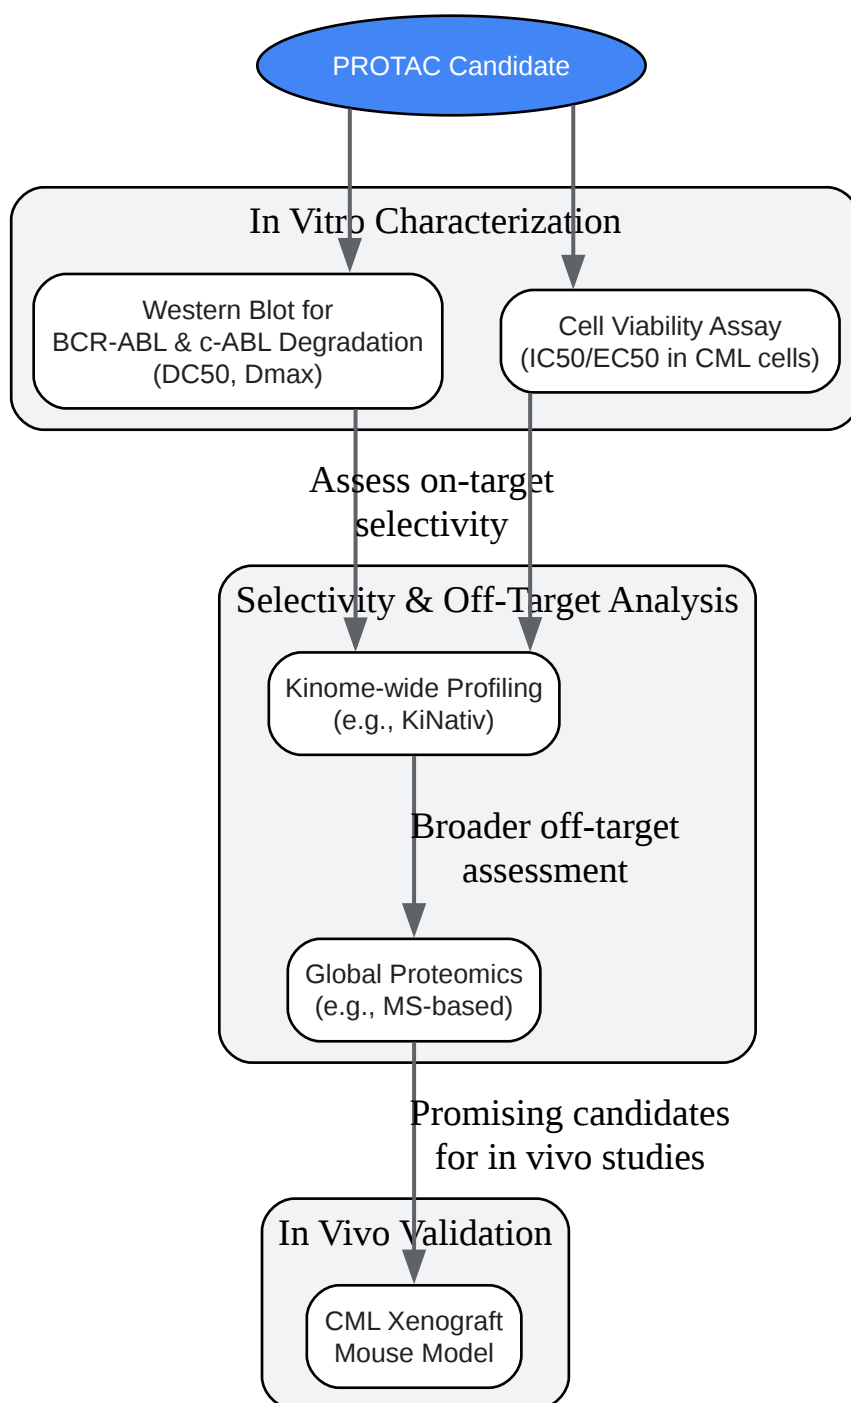 PROTAC Candidate
In Vitro Characterization
Western Blot for
BCR-ABL & c-ABL Degradation
(DC50, Dmax)
Cell Viability Assay
(IC50/EC50 in CML cells)
Assess on-target
selectivity
Selectivity & Off-Target Analysis
Kinome-wide Profiling
(e.g., KiNativ)
Broader off-target
assessment
Global Proteomics
(e.g., MS-based)
Promising candidates
for in vivo studies
In Vivo Validation
CML Xenograft
Mouse Model